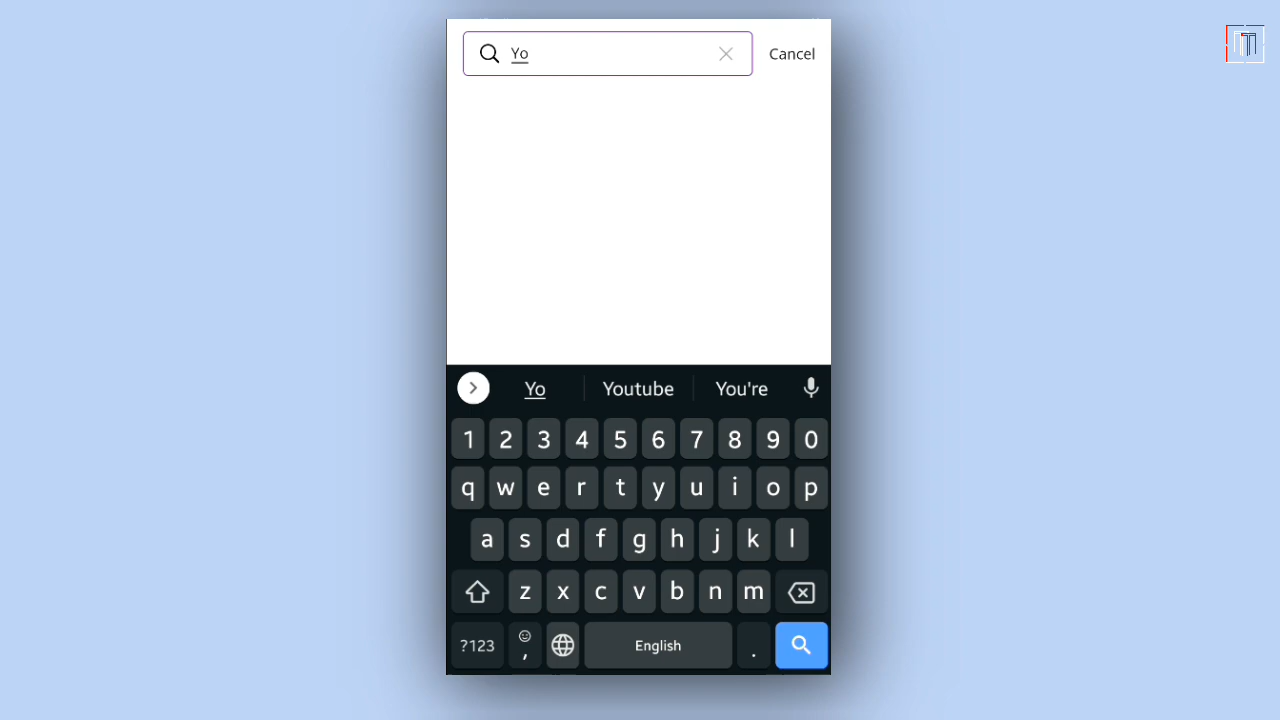 Yo
Cancel
Yo Youtube You're
1 2 3 4 5 6 7 8 9 0
q w e r t y u i o p
a s d f g h j k l
z x c v b n m
?123 , English .